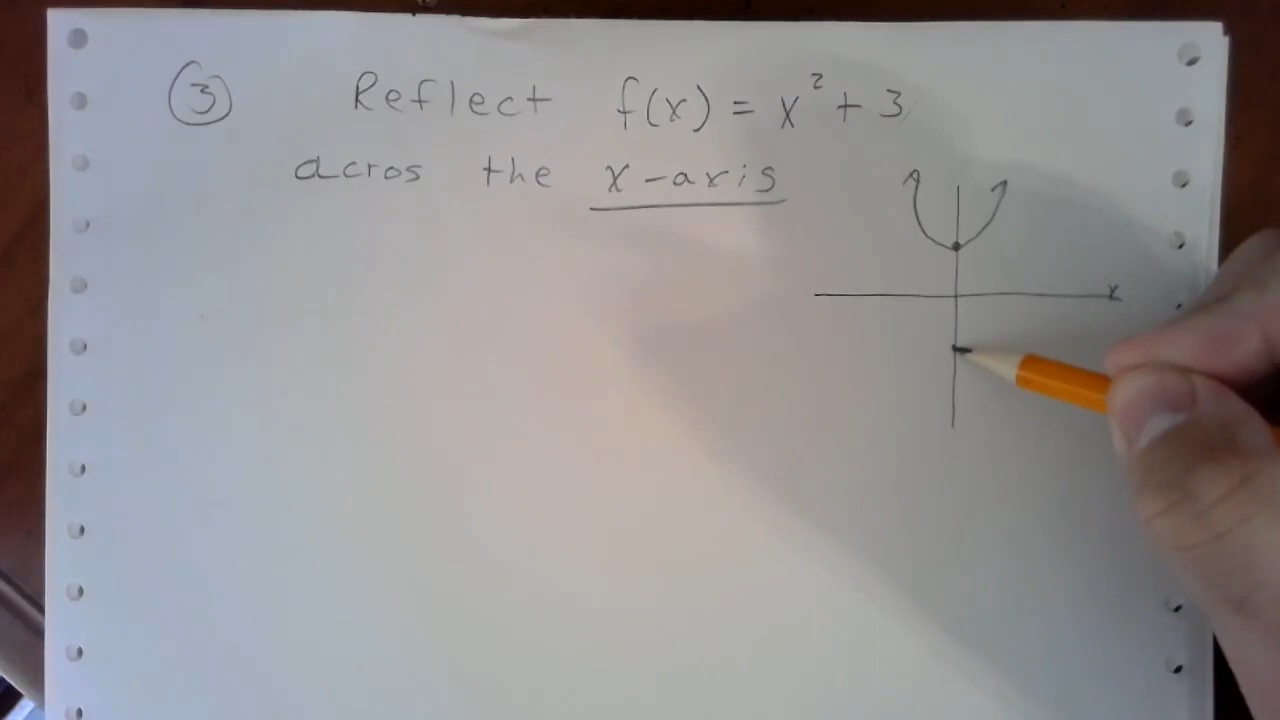 ③ Reflect f(x) = x² + 3
acros the x-axis
x